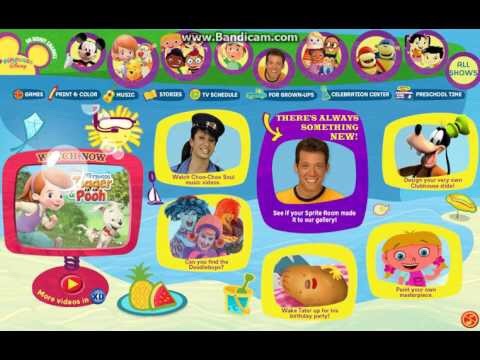 www.Bandicam.com
PLAYHOUSE
Disney
ALL
SHOWS
GAMES
PRINT & COLOR
MUSIC
STORIES
TV SCHEDULE
FOR GROWN-UPS
CELEBRATION CENTER
PRESCHOOL TIME
WATCH NOW
Tigger
& Pooh
More videos in
Watch Choo-Choo Soul
music videos.
Can you find the
Doodlebops?
THERE'S ALWAYS
SOMETHING
NEW!
See if your Sprite Room made
it to our gallery!
Wake Tater up for his
birthday party!
Design your very own
Clubhouse ride!
Paint your own
masterpiece.